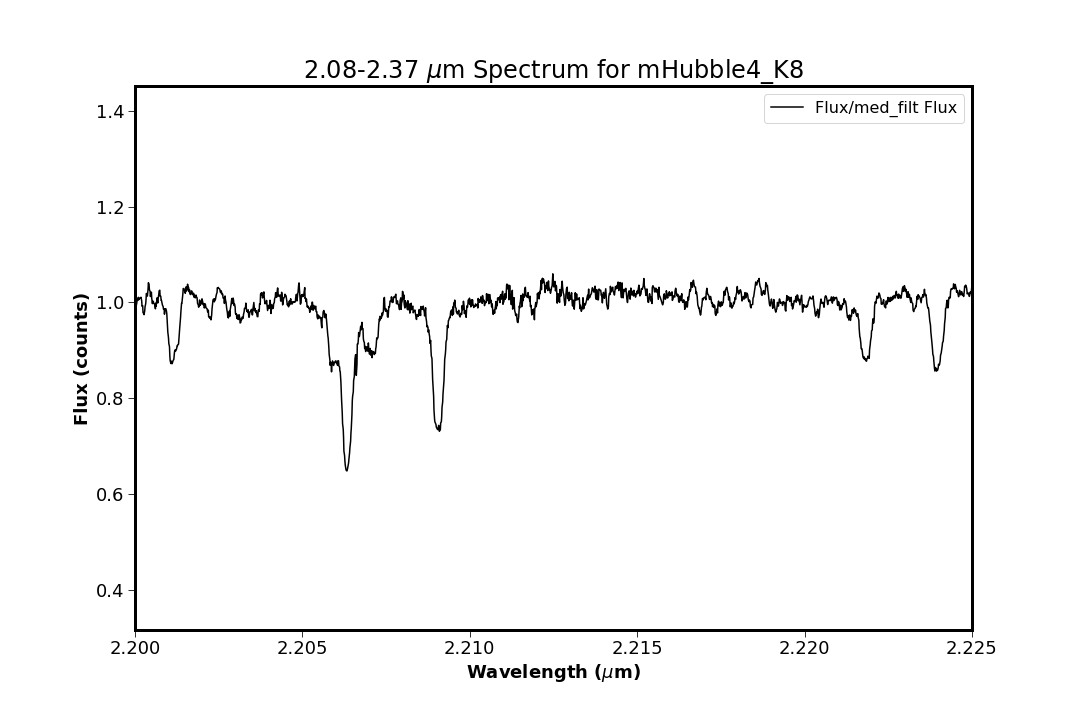 2.08-2.37 μm Spectrum for mHubble4_K8
Flux/med_filt Flux
1.4
1.2
1.0
0.8
0.6
0.4
Flux (counts)
2.200 2.205 2.210 2.215 2.220 2.225
Wavelength (μm)